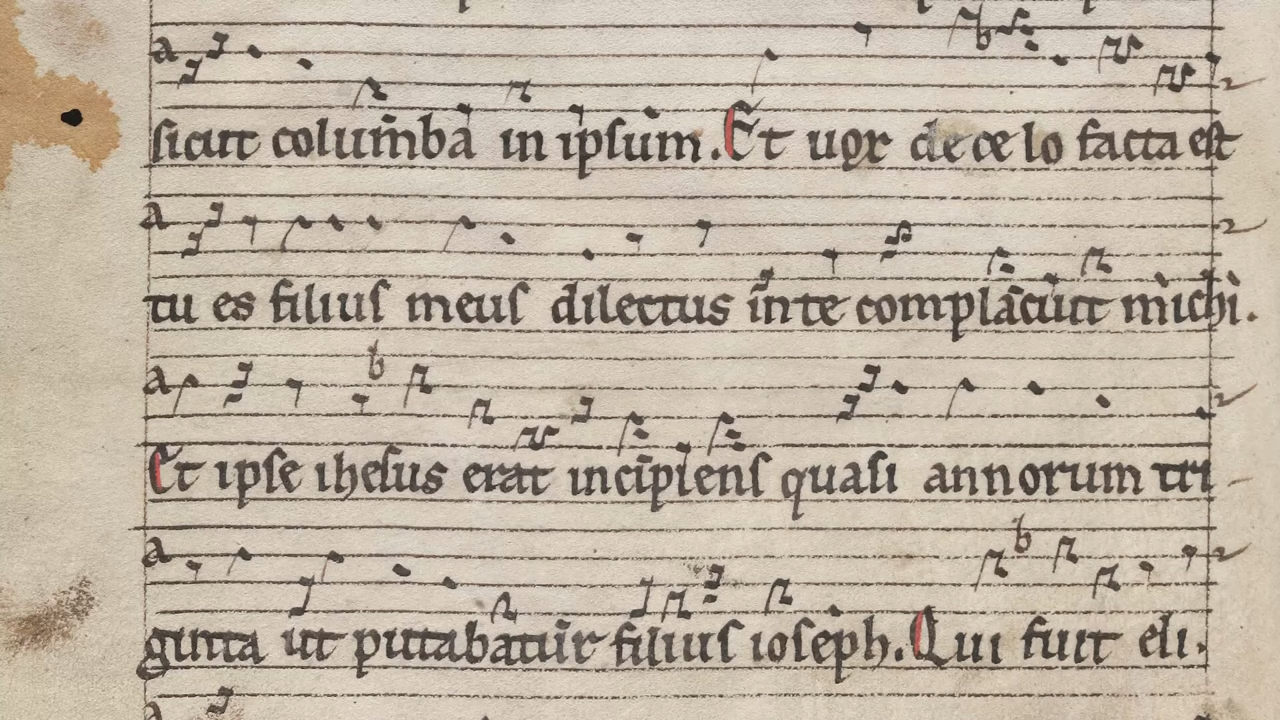 sicut columba in ipsum. Et uox de celo facta est
tu es filius meus dilectus in te complacuit michi.
Et ipse ihesus erat incipiens quasi annorum tri
ginta ut putabatur filius ioseph. Qui fuit eli.